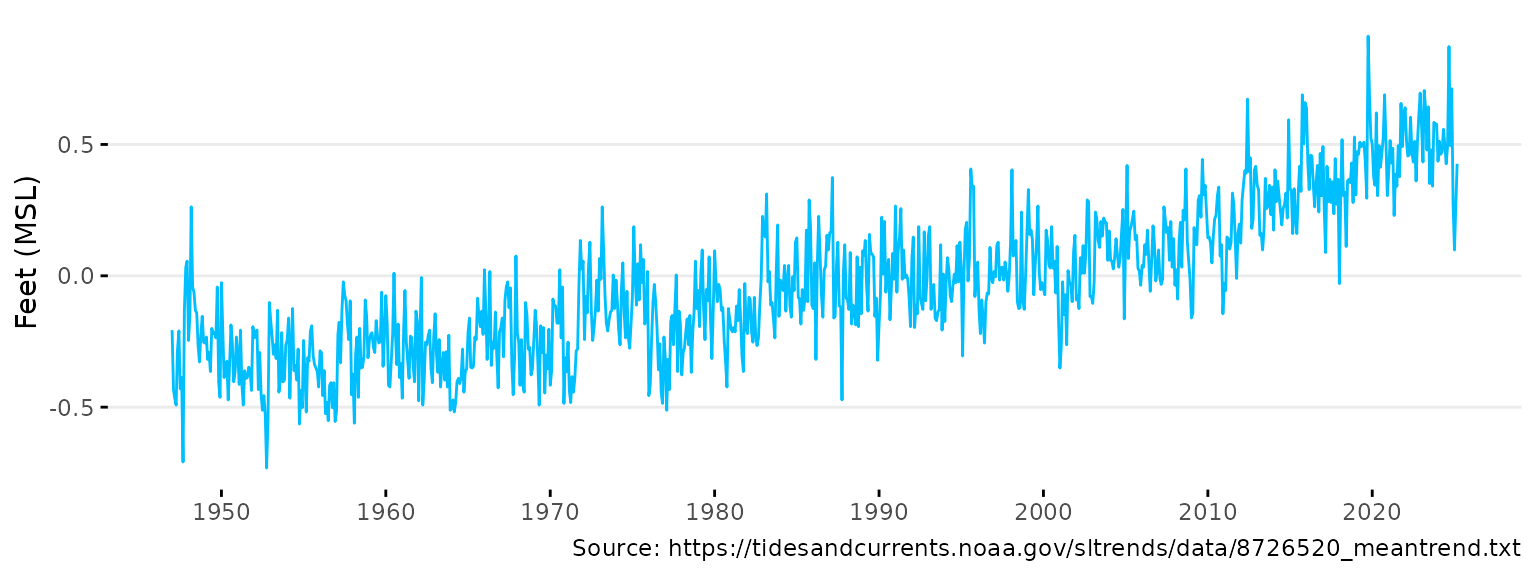 Feet (MSL)
0.5
0.0
-0.5
1950 1960 1970 1980 1990 2000 2010 2020
Source: https://tidesandcurrents.noaa.gov/sltrends/data/8726520_meantrend.txt